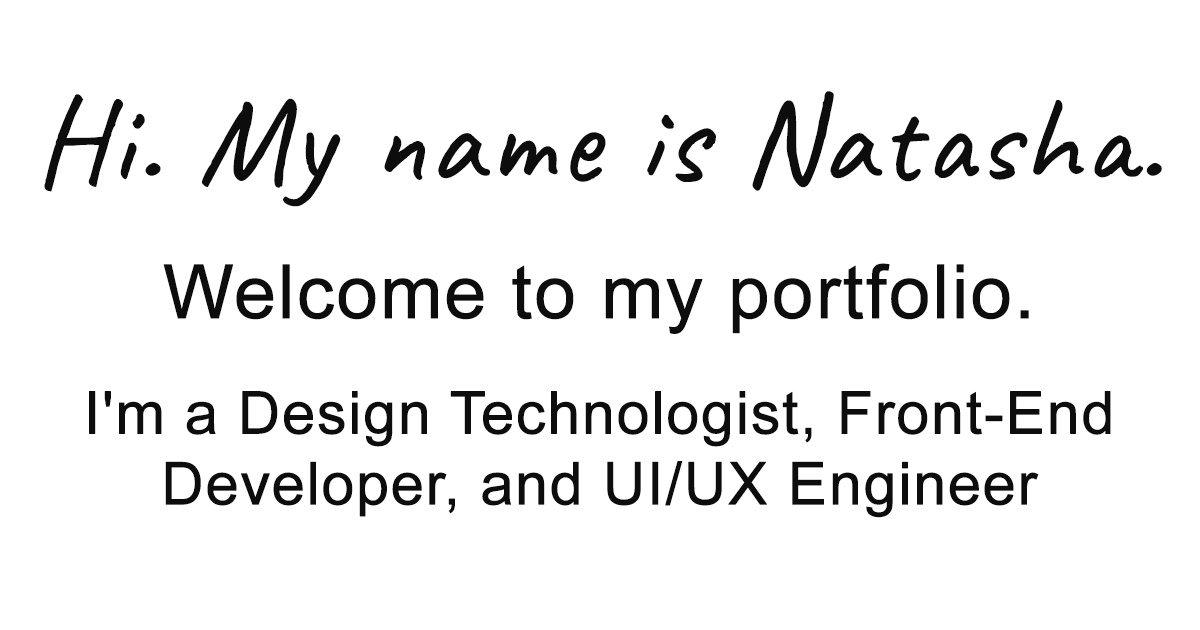 Hi. My name is Natasha.
Welcome to my portfolio.
I'm a Design Technologist, Front-End
Developer, and UI/UX Engineer